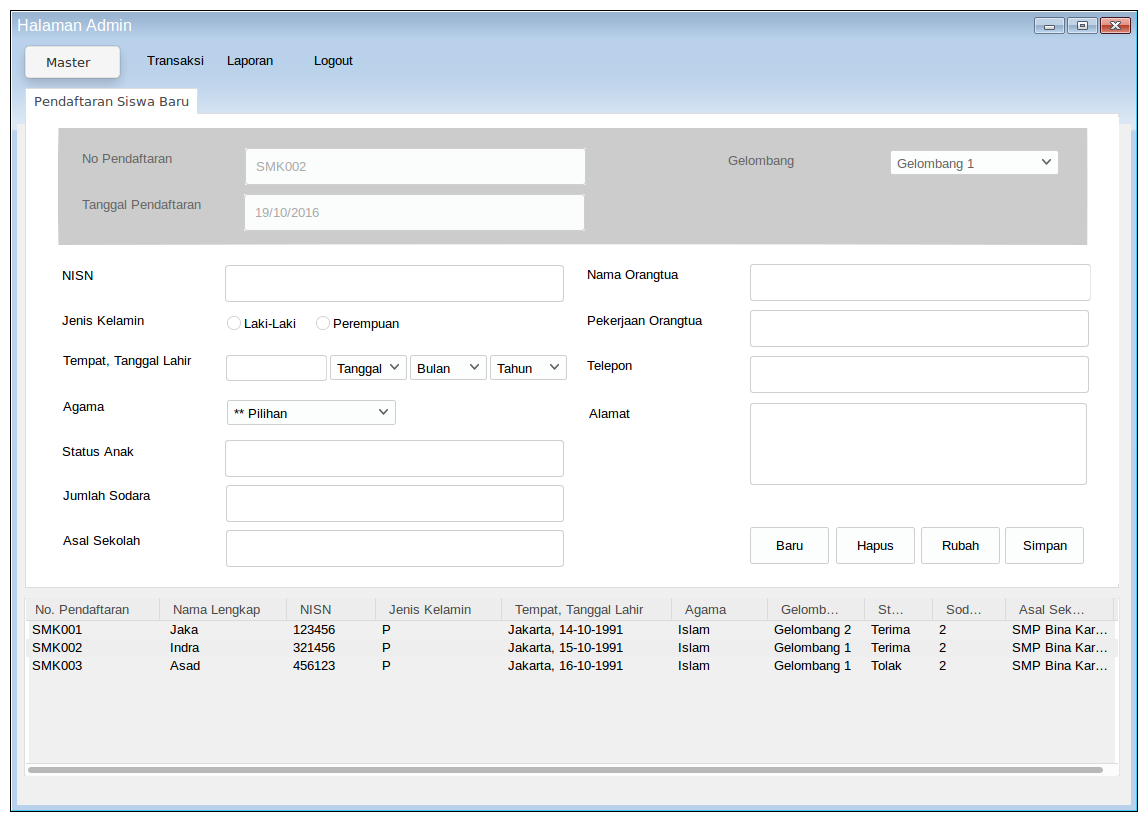 Halaman Admin
Master Transaksi Laporan Logout
Pendaftaran Siswa Baru
No Pendaftaran SMK002 Gelombang Gelombang 1
Tanggal Pendaftaran 19/10/2016
NISN Nama Orangtua
Jenis Kelamin Laki-Laki Perempuan Pekerjaan Orangtua
Tempat, Tanggal Lahir Tanggal Bulan Tahun Telepon
Agama ** Pilihan Alamat
Status Anak
Jumlah Sodara
Asal Sekolah Baru Hapus Rubah Simpan
No. Pendaftaran Nama Lengkap NISN Jenis Kelamin Tempat, Tanggal Lahir Agama Gelomb... St... Sod... Asal Sek...
SMK001 Jaka 123456 P Jakarta, 14-10-1991 Islam Gelombang 2 Terima 2 SMP Bina Kar...
SMK002 Indra 321456 P Jakarta, 15-10-1991 Islam Gelombang 1 Terima 2 SMP Bina Kar...
SMK003 Asad 456123 P Jakarta, 16-10-1991 Islam Gelombang 1 Tolak 2 SMP Bina Kar...